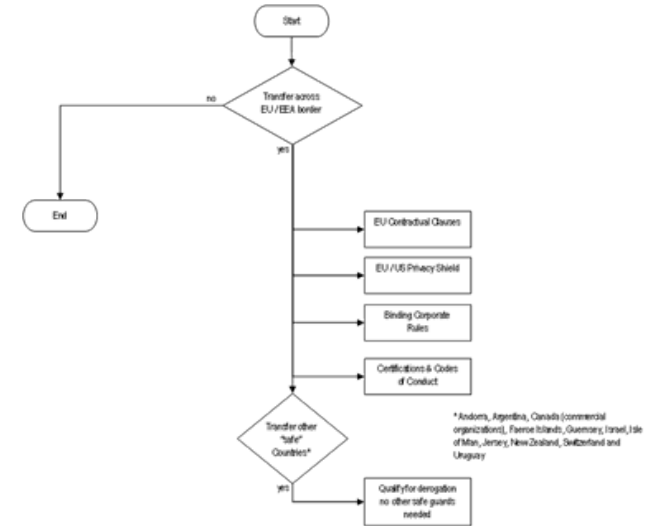 Start
Transfer across
EU / EEA border
no
yes
End
EU Contractual Clauses
EU / US Privacy Shield
Binding Corporate
Rules
Certifications & Codes
of Conduct
Transfer other
"safe"
Countries*
* Andorra, Argentina, Canada (commercial
organizations), Faeroe Islands, Guernsey, Israel, Isle
of Man, Jersey, New Zealand, Switzerland and
Uruguay
yes
Qualify for derogation
no other safe guards
needed